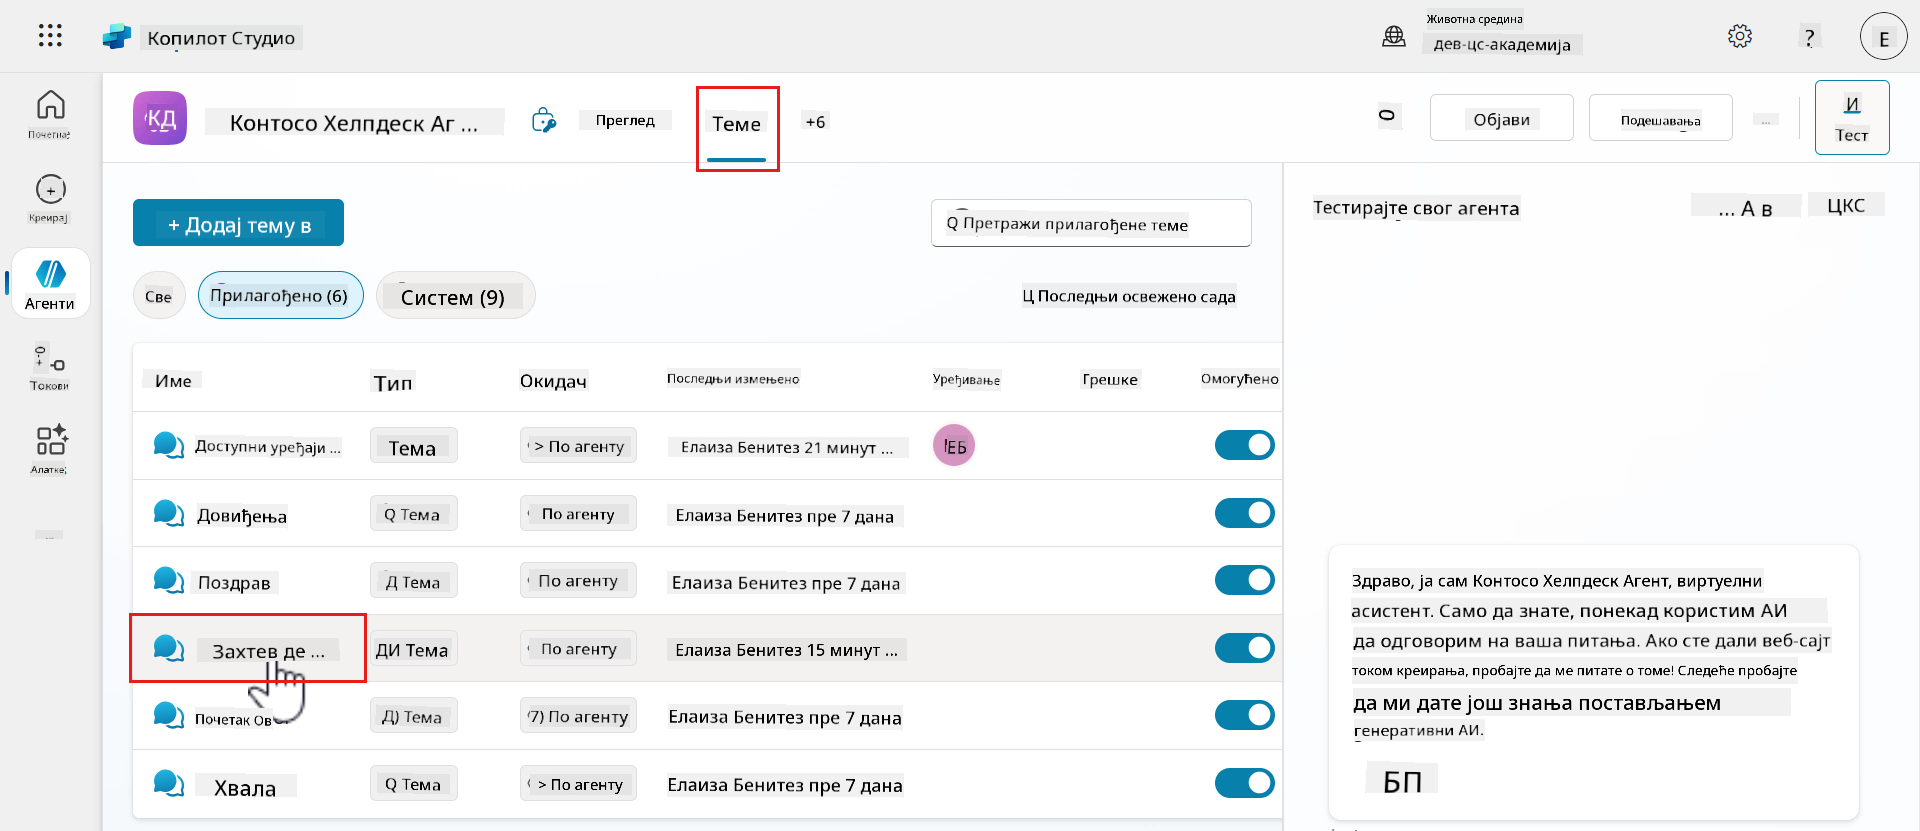 Копилот Студио
Животна средина
дев-цс-академија
?
Е
Почетнај
Креирај
Агенти
Токови
Алатке;
...
КД
Контосо Хелпдеск Аг ...
Преглед
Теме
+6
Објави
Подешавања
...
И
Тест
+ Додај тему в
Q Претражи прилагођене теме
Све
Прилагођено (6)
Систем (9)
Ц Последњи освежено сада
Име
Тип
Окидач
Последњи измењено
Уређивање
Грешке
Омогућено
Доступни уређаји ...
Тема
> По агенту
Елаиза Бенитез 21 минут ...
ЕБ
Довиђења
Q Тема
По агенту
Елаиза Бенитез пре 7 дана
Поздрав
Д Тема
По агенту
Елаиза Бенитез пре 7 дана
Захтев де ...
ДИ Тема
По агенту
Елаиза Бенитез 15 минут ...
Почетак Ов
Д) Тема
7) По агенту
Елаиза Бенитез пре 7 дана
Хвала
Q Тема
> По агенту
Елаиза Бенитез пре 7 дана
Тестирајте свог агента
... А в
ЦКС
Здраво, ја сам Контосо Хелпдеск Агент, виртуелни
асистент. Само да знате, понекад користим АИ
да одговорим на ваша питања. Ако сте дали веб-сајт
током креирања, пробајте да ме питате о томе! Следеће пробајте
да ми дате још знања постављањем
генеративни АИ.
БП